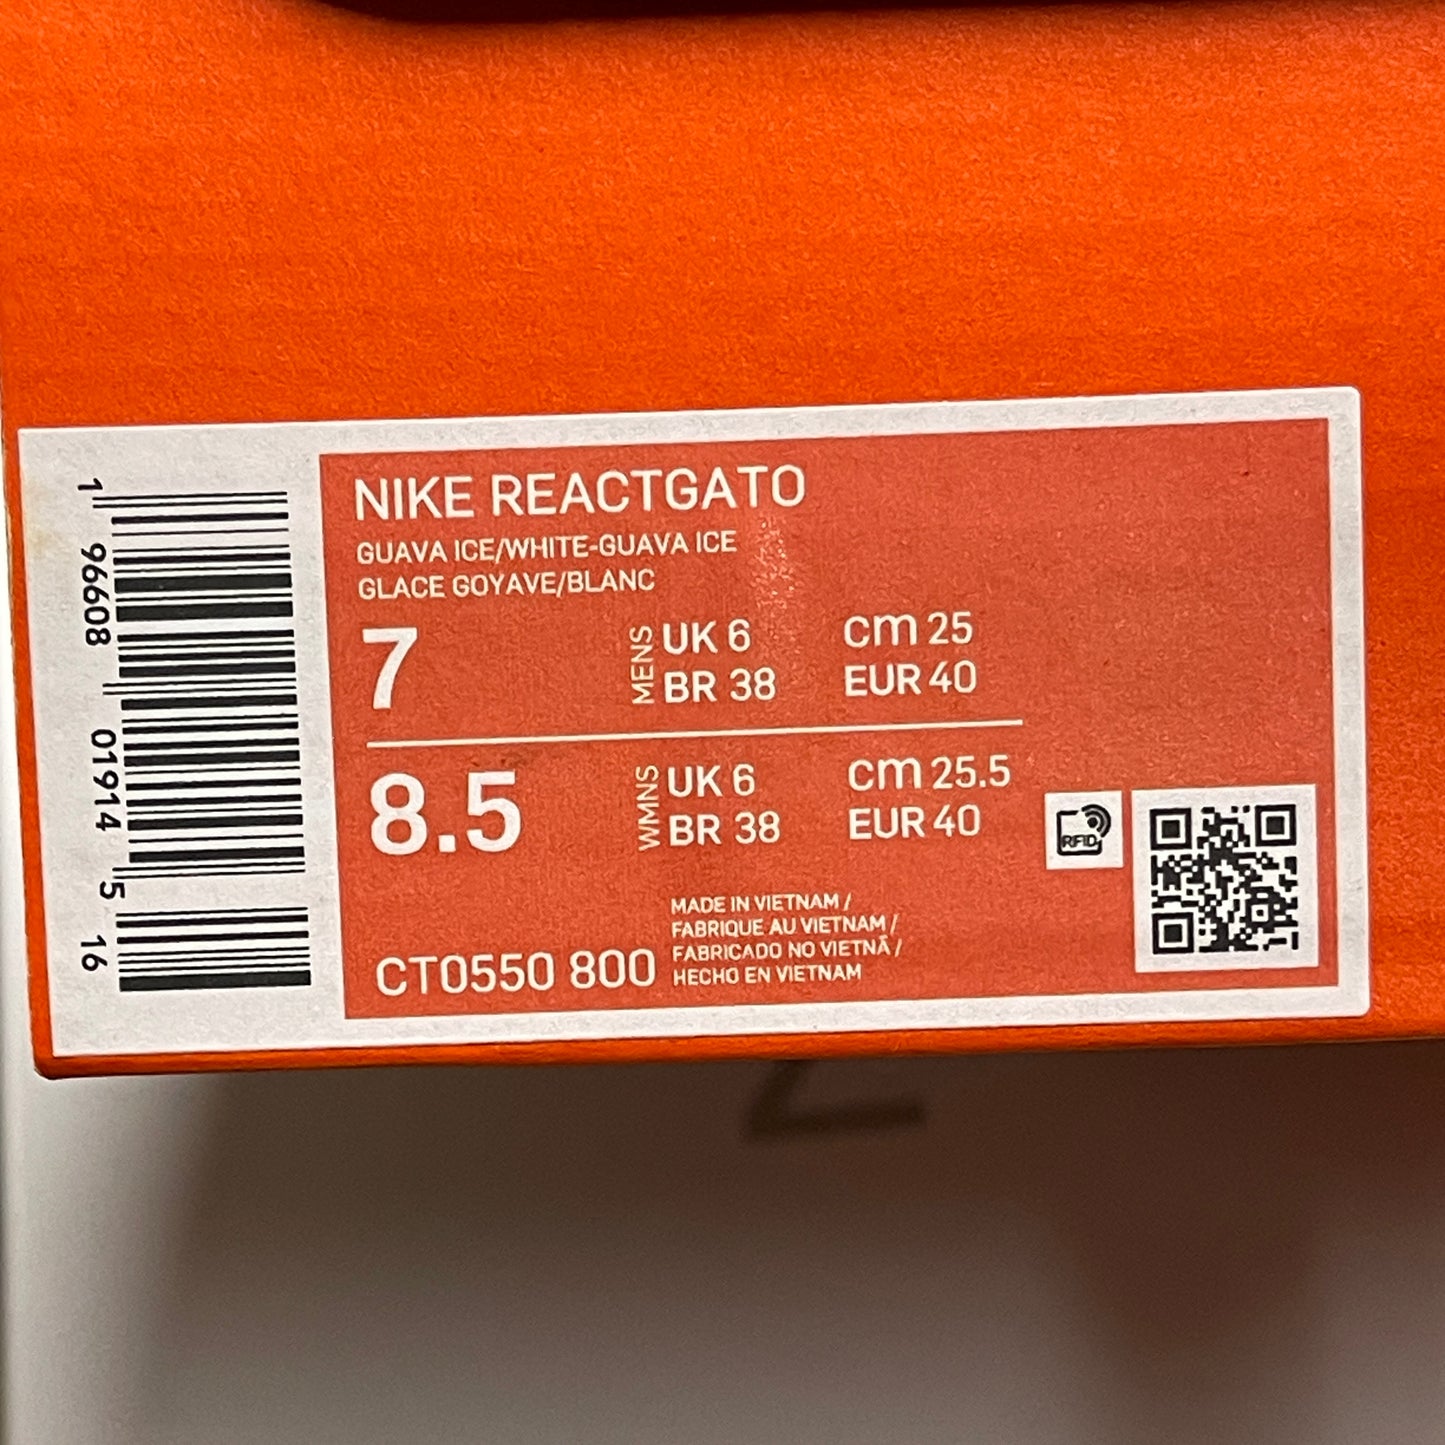 1 96608 01914 5 16
NIKE REACTGATO
GUAVA ICE/WHITE-GUAVA ICE
GLACE GOYAVE/BLANC
7 MENS UK 6 cm 25
BR 38 EUR 40
8.5 WMNS UK 6 cm 25.5
BR 38 EUR 40
RFID
CT0550 800
MADE IN VIETNAM /
FABRIQUE AU VIETNAM /
FABRICADO NO VIETNÃ /
HECHO EN VIETNAM